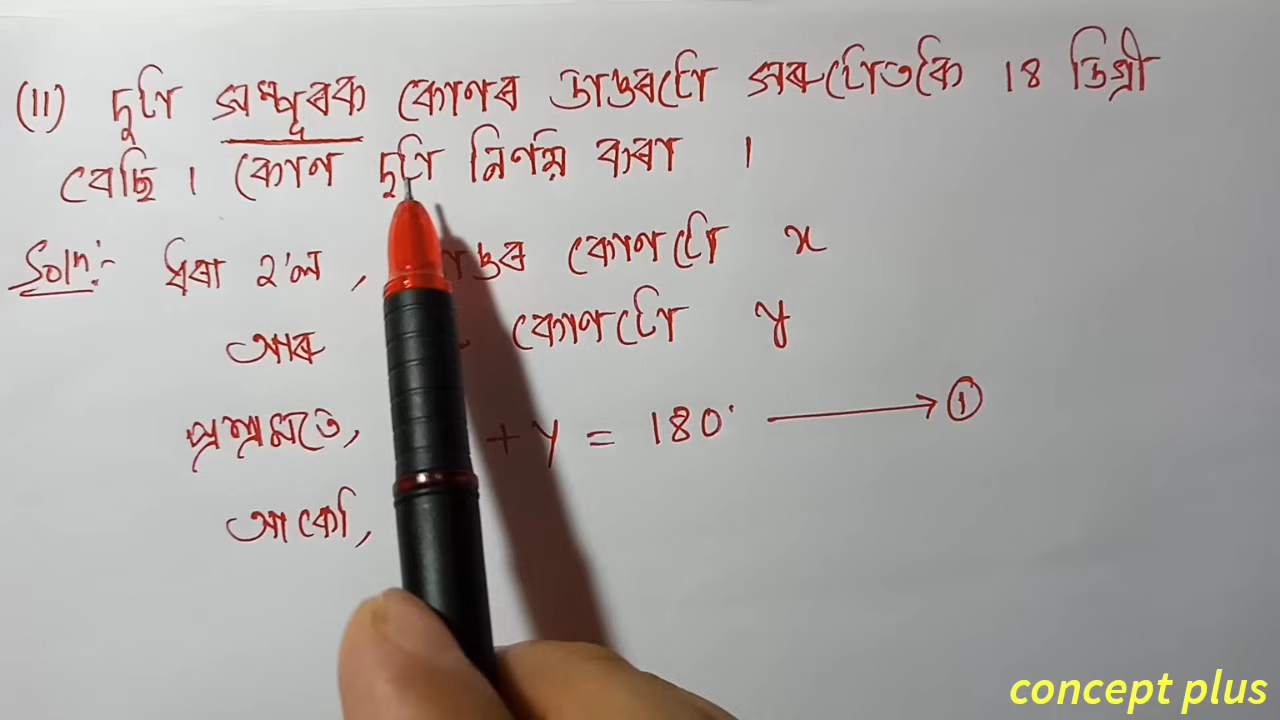 (ii) দুটা সম্পূৰক কোণৰ ডাঙৰটো সৰুটোতকৈ 18 ডিগ্ৰী
বেছি । কোণ দুটা নিৰ্ণয় কৰা ।
Solⁿ:- ধৰা হ'ল , কোণটো x
আৰু কোণটো y
প্ৰশ্নমতে, + y = 180° ⟶ ①
আকৌ,
concept plus